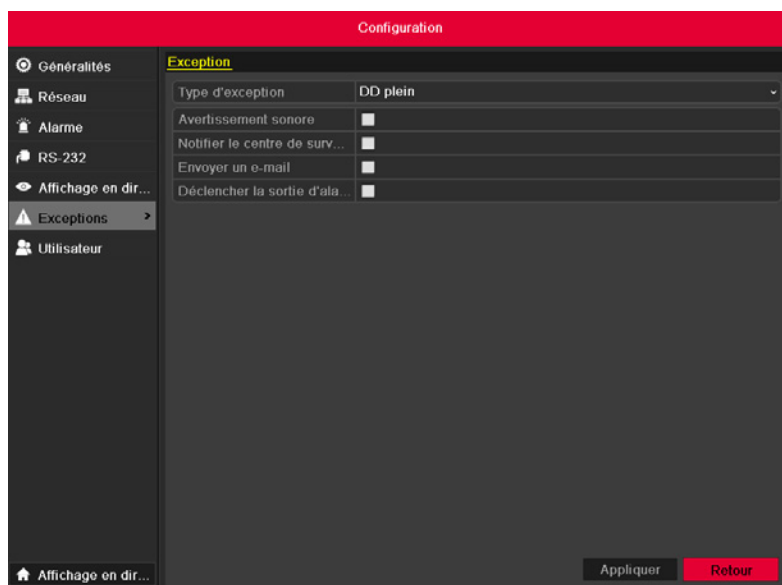 Configuration
Généralités
Réseau
Alarme
RS-232
Affichage en dir...
Exceptions >
Utilisateur
Affichage en dir...
Exception
Type d'exception DD plein
Avertissement sonore
Notifier le centre de surv...
Envoyer un e-mail
Déclencher la sortie d'ala...
Appliquer Retour